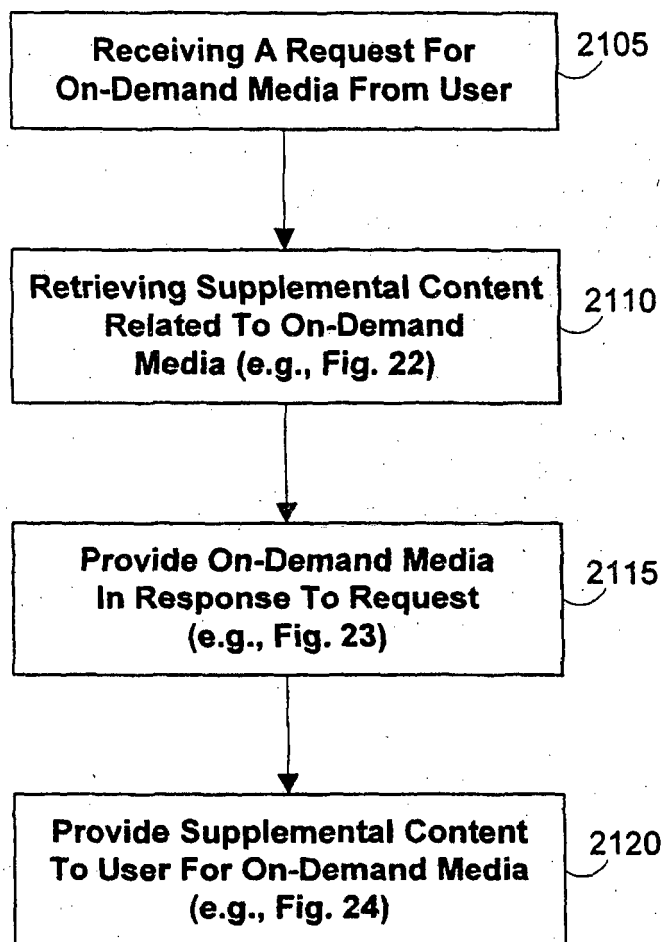 Receiving A Request For
On-Demand Media From User
2105
Retrieving Supplemental Content
Related To On-Demand
Media (e.g., Fig. 22)
2110
Provide On-Demand Media
In Response To Request
(e.g., Fig. 23)
2115
Provide Supplemental Content
To User For On-Demand Media
(e.g., Fig. 24)
2120